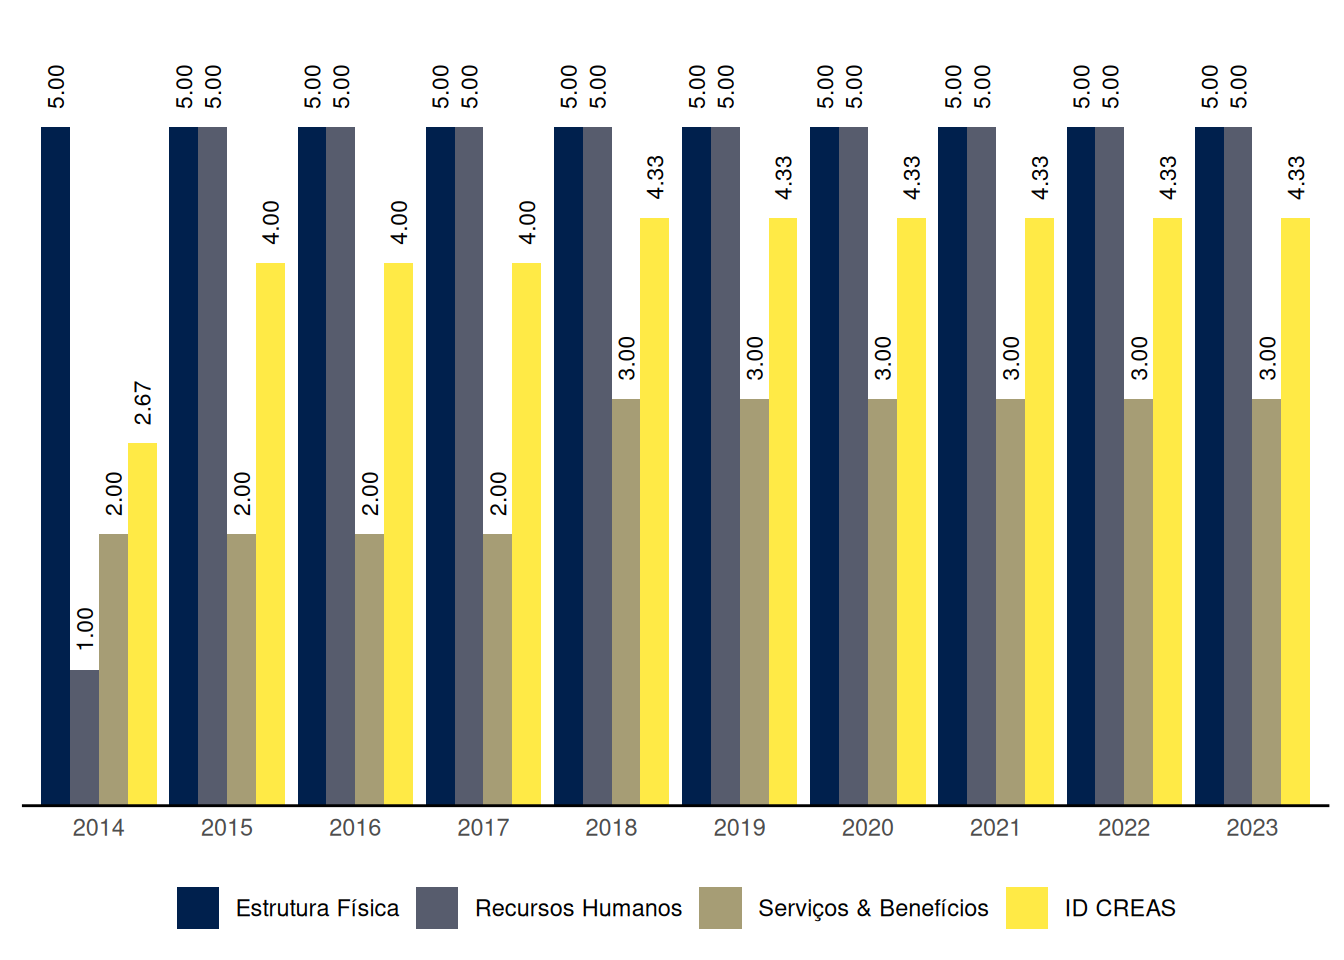 5.00 5.00 5.00 5.00 5.00 5.00 5.00 5.00 5.00 5.00 5.00 5.00 5.00 5.00 5.00 5.00 5.00 5.00 5.00
4.33 4.33 4.33 4.33 4.33 4.33
4.00 4.00 4.00
3.00 3.00 3.00 3.00 3.00 3.00
2.67
2.00 2.00 2.00 2.00
1.00
2014 2015 2016 2017 2018 2019 2020 2021 2022 2023
Estrutura Física Recursos Humanos Serviços & Benefícios ID CREAS